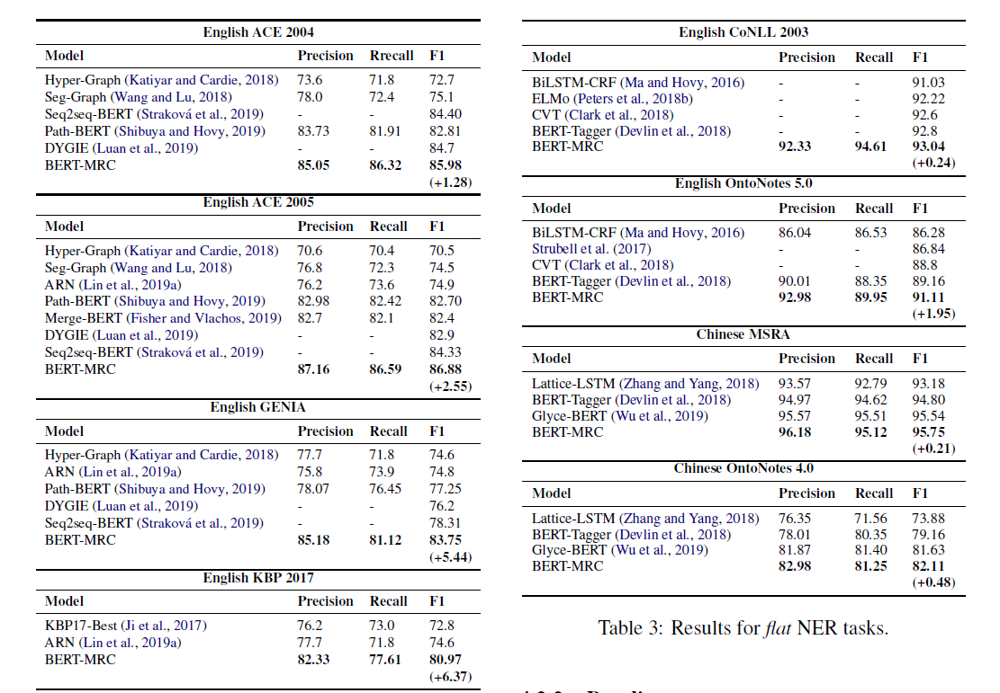 English ACE 2004
Model Precision Rrecall F1
Hyper-Graph (Katiyar and Cardie, 2018) 73.6 71.8 72.7
Seg-Graph (Wang and Lu, 2018) 78.0 72.4 75.1
Seq2seq-BERT (Straková et al., 2019) - - 84.40
Path-BERT (Shibuya and Hovy, 2019) 83.73 81.91 82.81
DYGIE (Luan et al., 2019) - - 84.7
BERT-MRC 85.05 86.32 85.98
(+1.28)
English ACE 2005
Model Precision Recall F1
Hyper-Graph (Katiyar and Cardie, 2018) 70.6 70.4 70.5
Seg-Graph (Wang and Lu, 2018) 76.8 72.3 74.5
ARN (Lin et al., 2019a) 76.2 73.6 74.9
Path-BERT (Shibuya and Hovy, 2019) 82.98 82.42 82.70
Merge-BERT (Fisher and Vlachos, 2019) 82.7 82.1 82.4
DYGIE (Luan et al., 2019) - - 82.9
Seq2seq-BERT (Straková et al., 2019) - - 84.33
BERT-MRC 87.16 86.59 86.88
(+2.55)
English GENIA
Model Precision Recall F1
Hyper-Graph (Katiyar and Cardie, 2018) 77.7 71.8 74.6
ARN (Lin et al., 2019a) 75.8 73.9 74.8
Path-BERT (Shibuya and Hovy, 2019) 78.07 76.45 77.25
DYGIE (Luan et al., 2019) - - 76.2
Seq2seq-BERT (Straková et al., 2019) - - 78.31
BERT-MRC 85.18 81.12 83.75
(+5.44)
English KBP 2017
Model Precision Recall F1
KBP17-Best (Ji et al., 2017) 76.2 73.0 72.8
ARN (Lin et al., 2019a) 77.7 71.8 74.6
BERT-MRC 82.33 77.61 80.97
(+6.37)
English CoNLL 2003
Model Precision Recall F1
BiLSTM-CRF (Ma and Hovy, 2016) - - 91.03
ELMo (Peters et al., 2018b) - - 92.22
CVT (Clark et al., 2018) - - 92.6
BERT-Tagger (Devlin et al., 2018) - - 92.8
BERT-MRC 92.33 94.61 93.04
(+0.24)
English OntoNotes 5.0
Model Precision Recall F1
BiLSTM-CRF (Ma and Hovy, 2016) 86.04 86.53 86.28
Strubell et al. (2017) - - 86.84
CVT (Clark et al., 2018) - - 88.8
BERT-Tagger (Devlin et al., 2018) 90.01 88.35 89.16
BERT-MRC 92.98 89.95 91.11
(+1.95)
Chinese MSRA
Model Precision Recall F1
Lattice-LSTM (Zhang and Yang, 2018) 93.57 92.79 93.18
BERT-Tagger (Devlin et al., 2018) 94.97 94.62 94.80
Glyce-BERT (Wu et al., 2019) 95.57 95.51 95.54
BERT-MRC 96.18 95.12 95.75
(+0.21)
Chinese OntoNotes 4.0
Model Precision Recall F1
Lattice-LSTM (Zhang and Yang, 2018) 76.35 71.56 73.88
BERT-Tagger (Devlin et al., 2018) 78.01 80.35 79.16
Glyce-BERT (Wu et al., 2019) 81.87 81.40 81.63
BERT-MRC 82.98 81.25 82.11
(+0.48)
Table 3: Results for flat NER tasks.